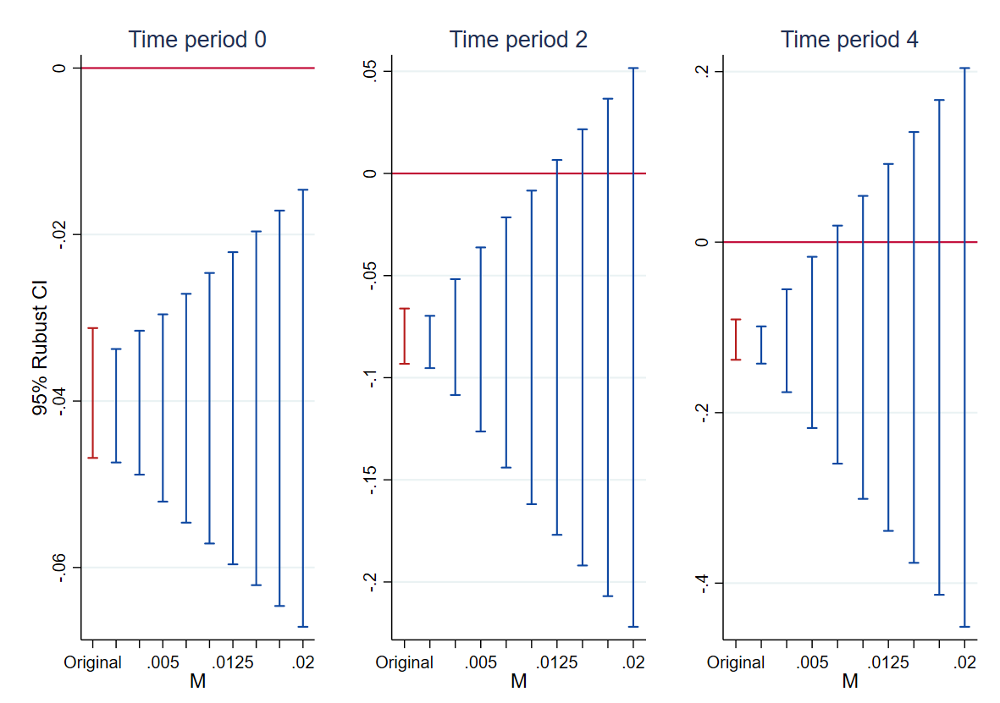 Time period 0
0
-.02
-.04
-.06
95% Rubust CI
Original .005 .0125 .02
M
Time period 2
.05
0
-.05
-.1
-.15
-.2
Original .005 .0125 .02
M
Time period 4
.2
0
-.2
-.4
Original .005 .0125 .02
M